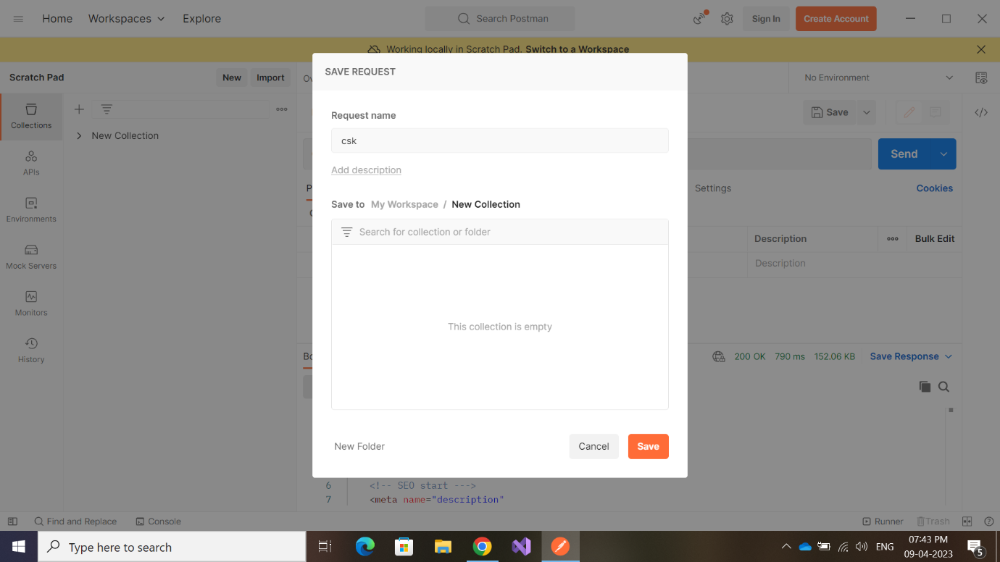 Home Workspaces Explore Search Postman Sign In Create Account
Working locally in Scratch Pad. Switch to a Workspace
Scratch Pad New Import Ov No Environment
SAVE REQUEST
Collections
Save
Request name
New Collection
csk
Send
APIs
Add description
P Settings Cookies
Save to My Workspace / New Collection
Environments
Search for collection or folder
Description Bulk Edit
Mock Servers
Description
Monitors
This collection is empty
History
Bo 200 OK 790 ms 152.06 KB Save Response
New Folder Cancel Save
6 <!-- SEO start --->
7 <meta name="description"
Find and Replace Console Runner Trash
Type here to search
ENG
07:43 PM
09-04-2023
5